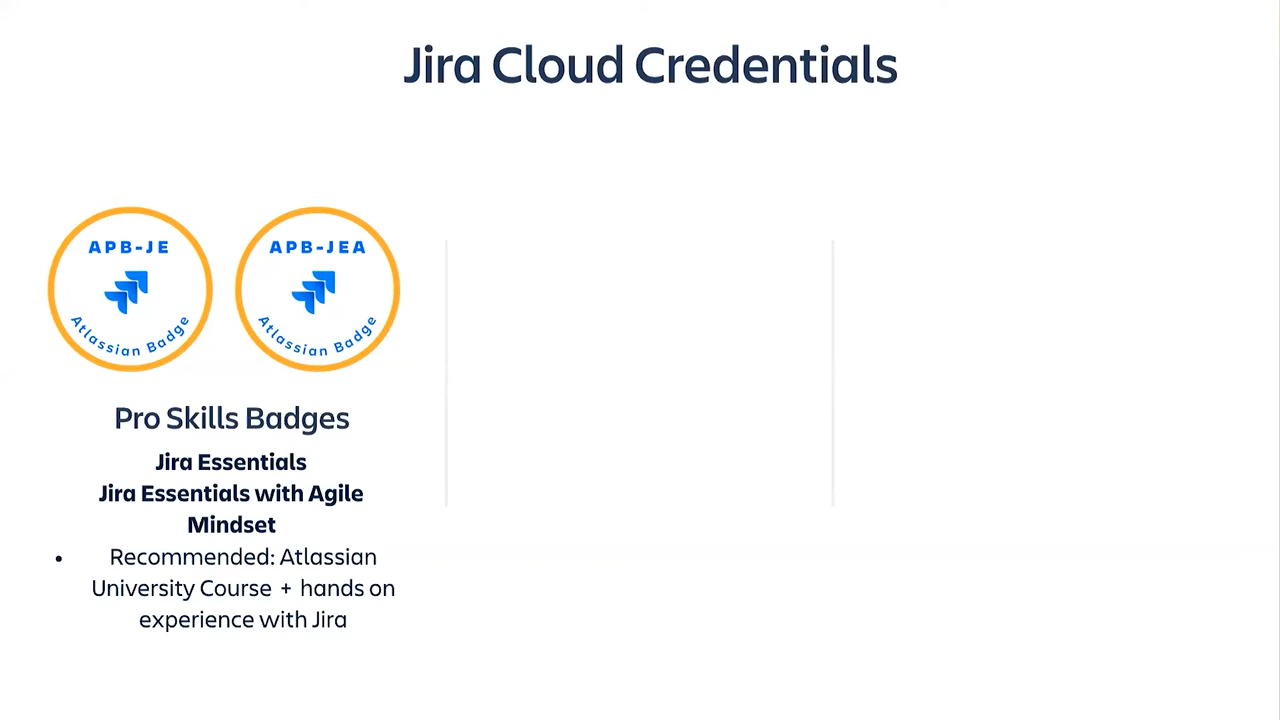 Jira Cloud Credentials
APB-JE
Atlassian Badge
APB-JEA
Atlassian Badge
Pro Skills Badges
Jira Essentials
Jira Essentials with Agile
Mindset
• Recommended: Atlassian
University Course + hands on
experience with Jira